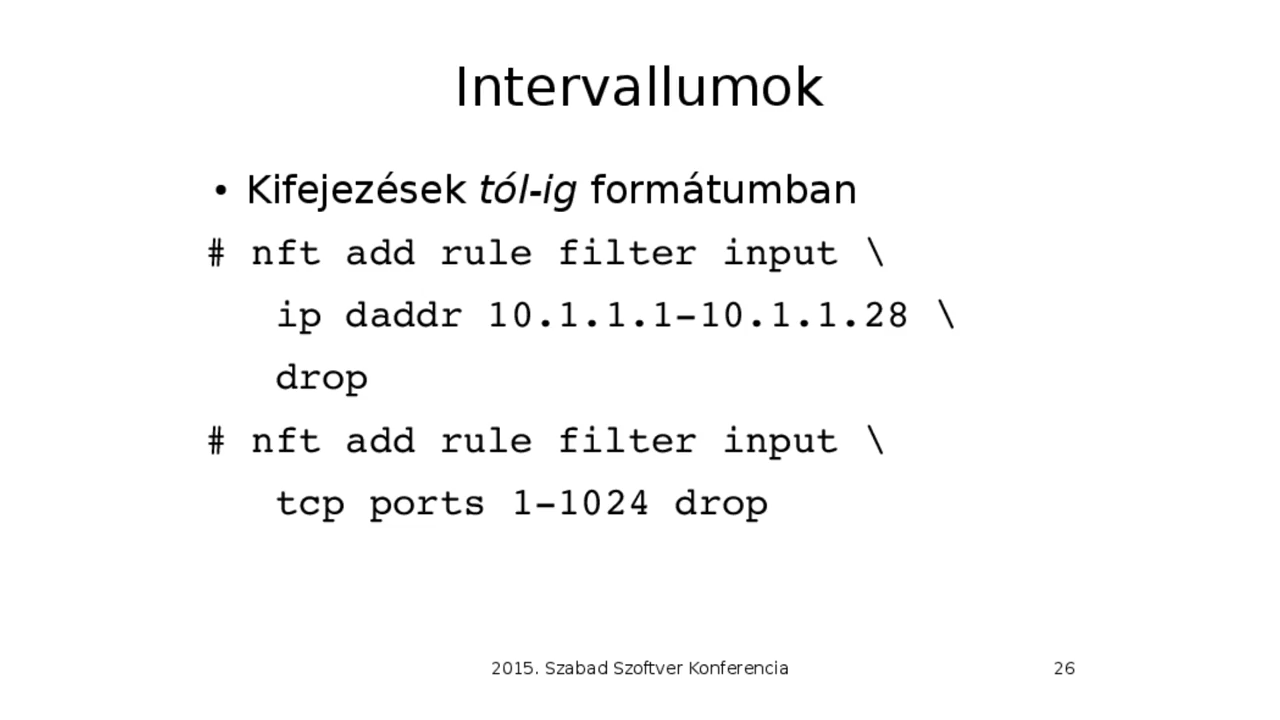 Intervallumok
• Kifejezések tól-ig formátumban
# nft add rule filter input \
ip daddr 10.1.1.1-10.1.1.28 \
drop
# nft add rule filter input \
tcp ports 1-1024 drop
2015. Szabad Szoftver Konferencia 26